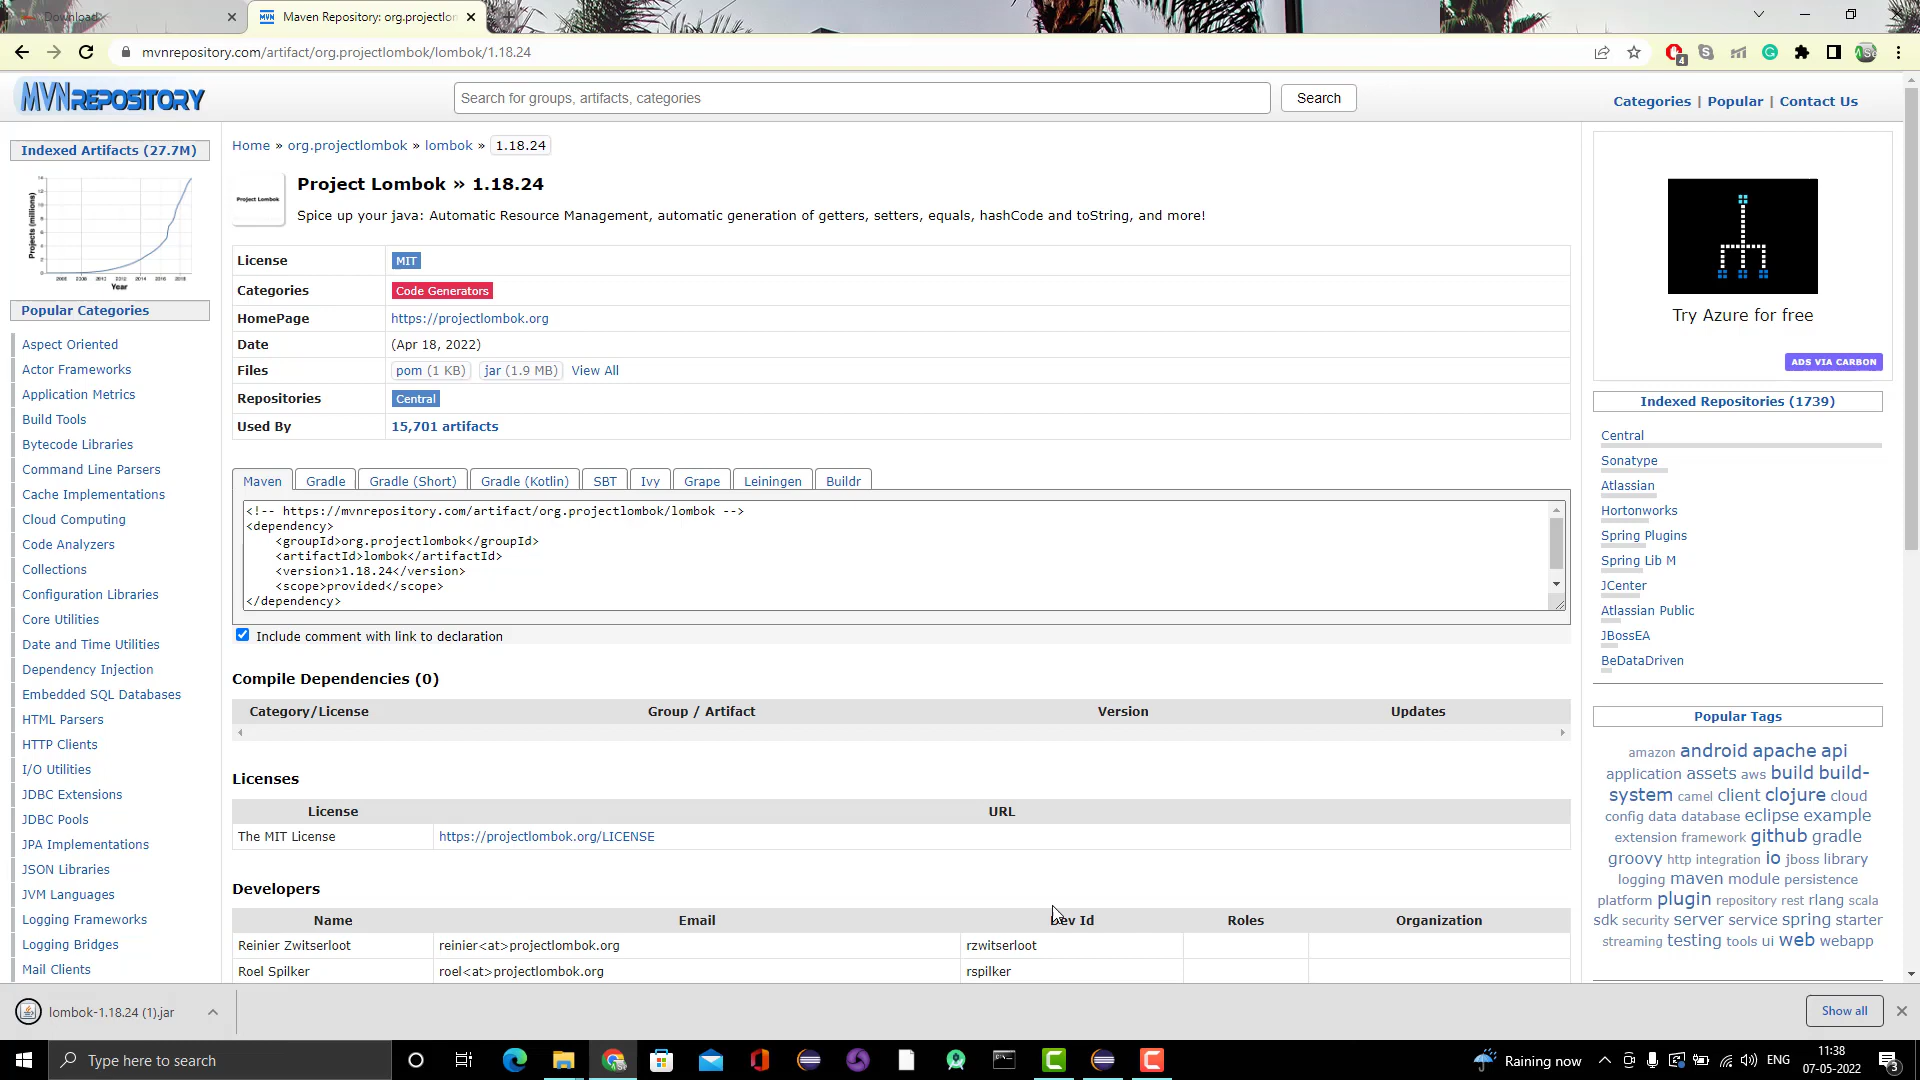 Download
Maven Repository: org.projectlon
mvnrepository.com/artifact/org.projectlombok/lombok/1.18.24
4
MVNREPOSITORY
Search for groups, artifacts, categories
Search
Categories | Popular | Contact Us
Indexed Artifacts (27.7M)
Projects (millions)
Year
Popular Categories
Aspect Oriented
Actor Frameworks
Application Metrics
Build Tools
Bytecode Libraries
Command Line Parsers
Cache Implementations
Cloud Computing
Code Analyzers
Collections
Configuration Libraries
Core Utilities
Date and Time Utilities
Dependency Injection
Embedded SQL Databases
HTML Parsers
HTTP Clients
I/O Utilities
JDBC Extensions
JDBC Pools
JPA Implementations
JSON Libraries
JVM Languages
Logging Frameworks
Logging Bridges
Mail Clients
Home » org.projectlombok » lombok » 1.18.24
Project Lombok
Project Lombok » 1.18.24
Spice up your java: Automatic Resource Management, automatic generation of getters, setters, equals, hashCode and toString, and more!
License MIT
Categories Code Generators
HomePage https://projectlombok.org
Date (Apr 18, 2022)
Files pom (1 KB) jar (1.9 MB) View All
Repositories Central
Used By 15,701 artifacts
Maven Gradle Gradle (Short) Gradle (Kotlin) SBT Ivy Grape Leiningen Buildr
<!-- https://mvnrepository.com/artifact/org.projectlombok/lombok -->
<dependency>
<groupId>org.projectlombok</groupId>
<artifactId>lombok</artifactId>
<version>1.18.24</version>
<scope>provided</scope>
</dependency>
Include comment with link to declaration
Compile Dependencies (0)
Category/License Group / Artifact Version Updates
Licenses
License URL
The MIT License https://projectlombok.org/LICENSE
Developers
Name Email Dev Id Roles Organization
Reinier Zwitserloot reinier<at>projectlombok.org rzwitserloot
Roel Spilker roel<at>projectlombok.org rspilker
Try Azure for free
ADS VIA CARBON
Indexed Repositories (1739)
Central
Sonatype
Atlassian
Hortonworks
Spring Plugins
Spring Lib M
JCenter
Atlassian Public
JBossEA
BeDataDriven
Popular Tags
amazon android apache api
application assets aws build build-
system camel client clojure cloud
config data database eclipse example
extension framework github gradle
groovy http integration io jboss library
logging maven module persistence
platform plugin repository rest rlang scala
sdk security server service spring starter
streaming testing tools ui web webapp
lombok-1.18.24 (1).jar
Show all
Type here to search
Raining now
ENG
11:38
07-05-2022
3